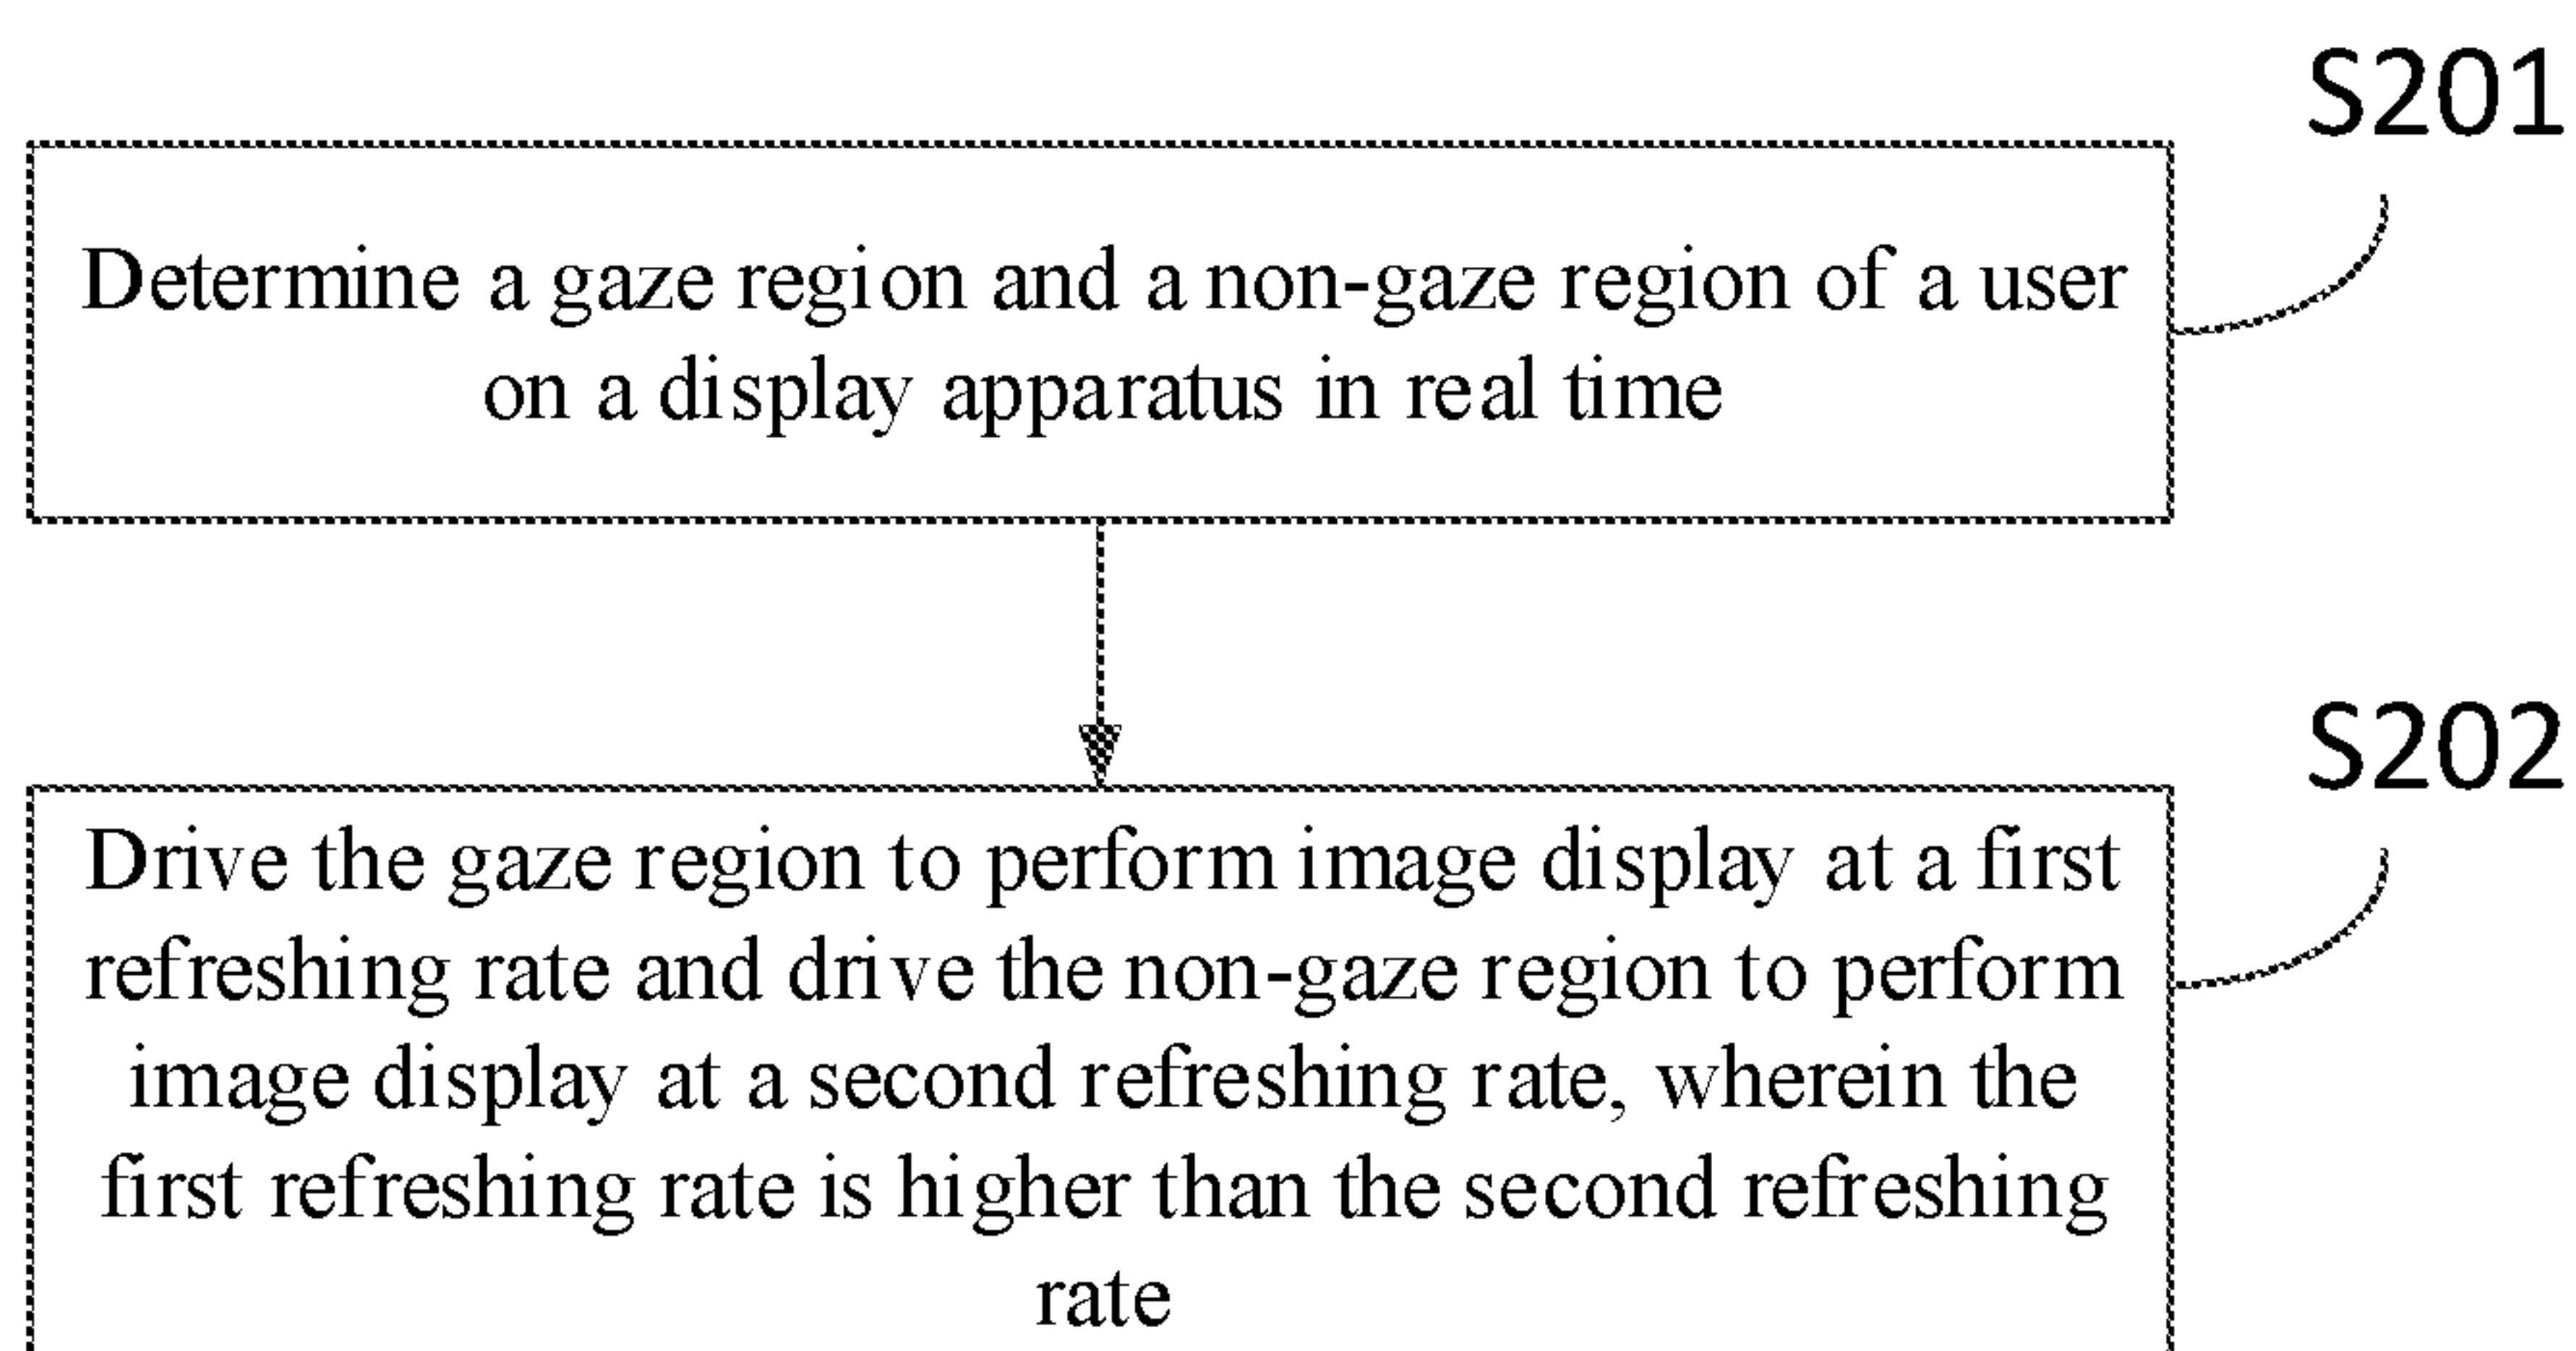 S201
Determine a gaze region and a non-gaze region of a user
on a display apparatus in real time
S202
Drive the gaze region to perform image display at a first
refreshing rate and drive the non-gaze region to perform
image display at a second refreshing rate, wherein the
first refreshing rate is higher than the second refreshing
rate